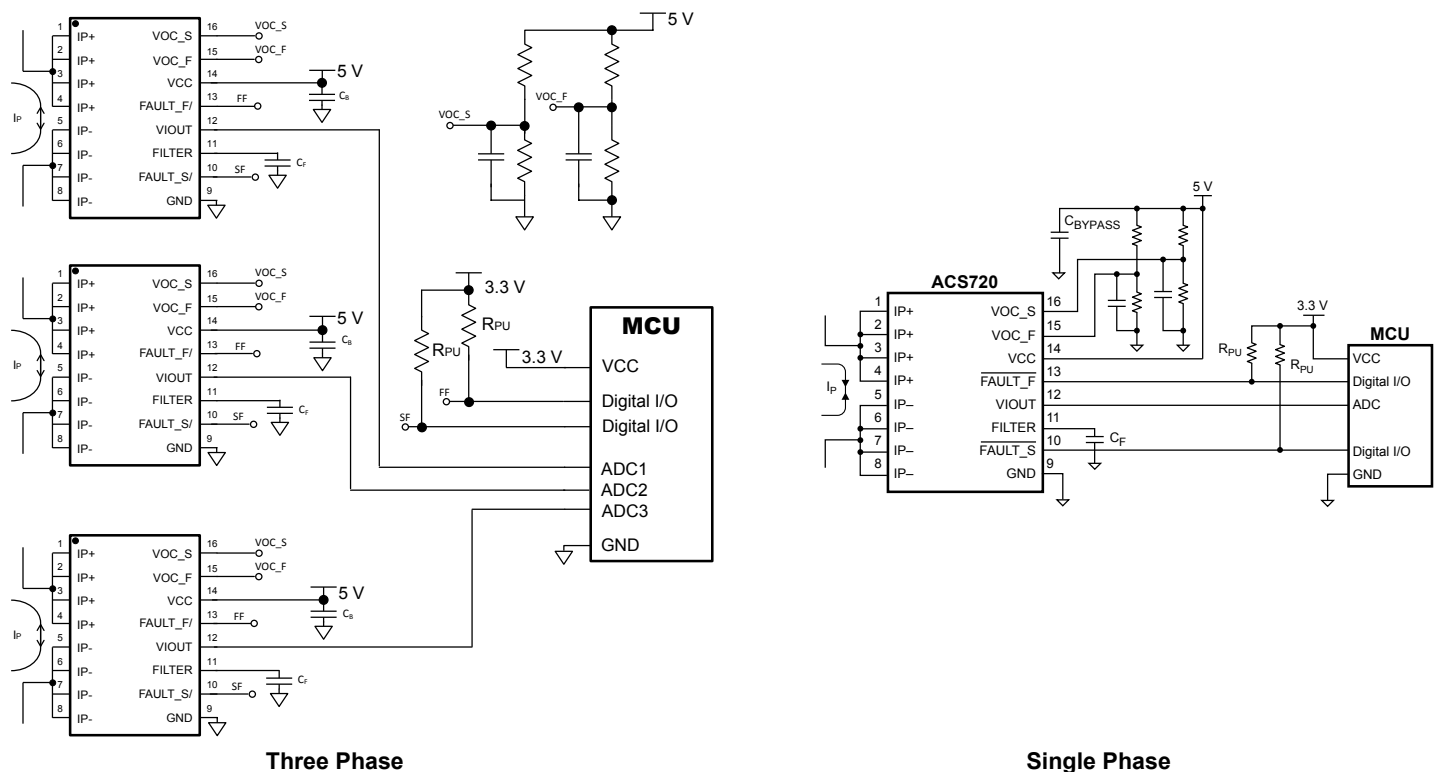 1 IP+ VOC_S 16 VOC_S
2 IP+ VOC_F 15 VOC_F
3 IP+ VCC 14 5 V
4 IP+ FAULT_F/ 13 FF CB
5 IP- VIOUT 12
6 IP- FILTER 11 CF
7 IP- FAULT_S/ 10 SF
8 IP- GND 9
IP
5 V
VOC_F
VOC_S
1 IP+ VOC_S 16 VOC_S
2 IP+ VOC_F 15 VOC_F
3 IP+ VCC 14 5 V
4 IP+ FAULT_F/ 13 FF CB
5 IP- VIOUT 12
6 IP- FILTER 11 CF
7 IP- FAULT_S/ 10 SF
8 IP- GND 9
IP
3.3 V
RPU
RPU
MCU
3.3 V VCC
FF Digital I/O
SF Digital I/O
ADC1
ADC2
ADC3
GND
1 IP+ VOC_S 16 VOC_S
2 IP+ VOC_F 15 VOC_F
3 IP+ VCC 14 5 V
4 IP+ FAULT_F/ 13 FF CB
5 IP- VIOUT 12
6 IP- FILTER 11 CF
7 IP- FAULT_S/ 10 SF
8 IP- GND 9
IP
Three Phase
5 V
CBYPASS
ACS720
1 IP+ VOC_S 16
2 IP+ VOC_F 15
3 IP+ VCC 14
4 IP+ FAULT_F 13
5 IP– VIOUT 12
6 IP– FILTER 11 CF
7 IP– FAULT_S 10
8 IP– GND 9
IP
3.3 V
RPU
RPU
MCU
VCC
Digital I/O
ADC
Digital I/O
GND
Single Phase